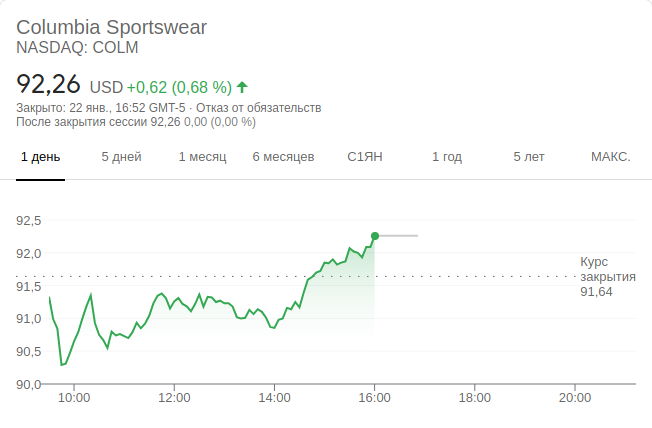 Columbia Sportswear
NASDAQ: COLM
92,26 USD +0,62 (0,68 %)
Закрыто: 22 янв., 16:52 GMT-5 · Отказ от обязательств
После закрытия сессии 92,26 0,00 (0,00 %)
1 день 5 дней 1 месяц 6 месяцев С1ЯН 1 год 5 лет МАКС.
92,5
92,0
Курс
закрытия
91,64
91,5
91,0
90,5
90,0
10:00 12:00 14:00 16:00 18:00 20:00